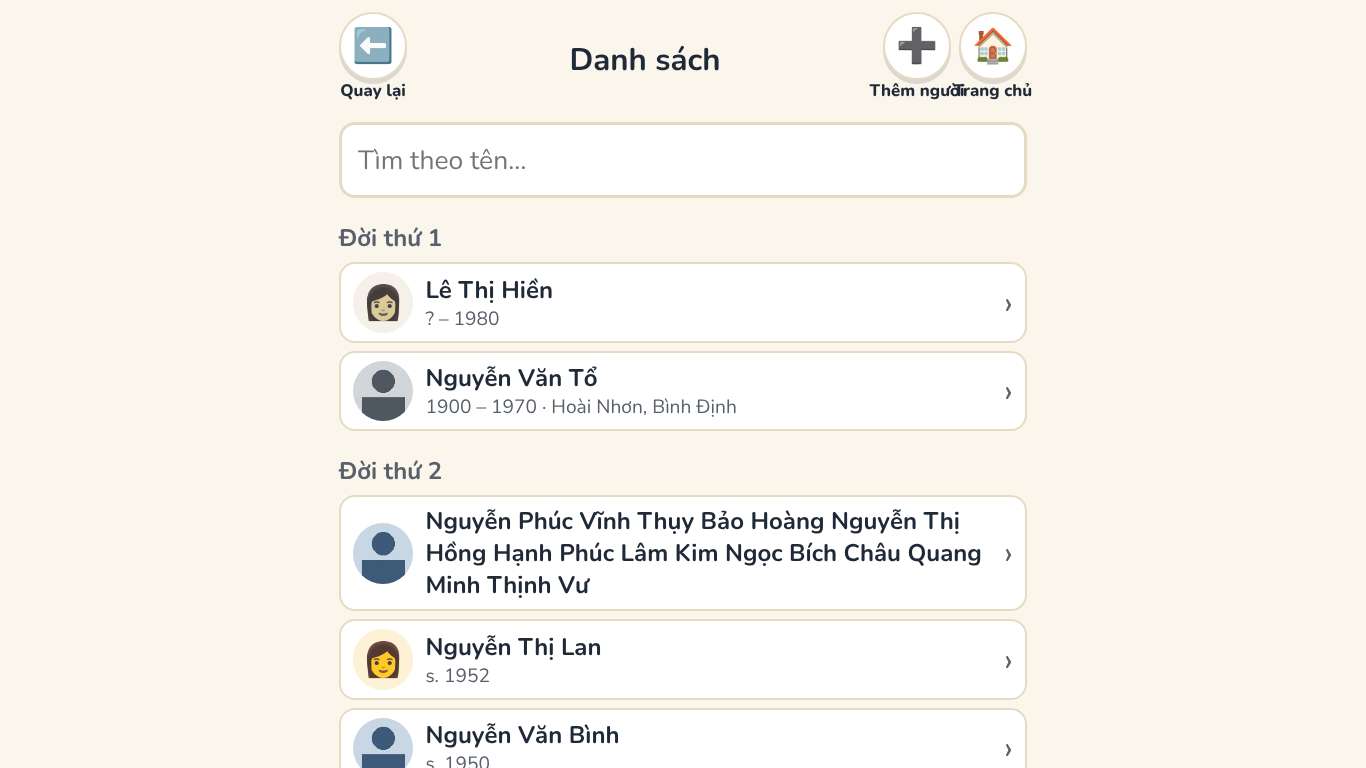 Quay lại
Danh sách
Thêm người
Trang chủ
Tìm theo tên...
Đời thứ 1
Lê Thị Hiền
? – 1980
›
Nguyễn Văn Tổ
1900 – 1970 · Hoài Nhơn, Bình Định
›
Đời thứ 2
Nguyễn Phúc Vĩnh Thụy Bảo Hoàng Nguyễn Thị
Hồng Hạnh Phúc Lâm Kim Ngọc Bích Châu Quang
Minh Thịnh Vư
›
Nguyễn Thị Lan
s. 1952
›
Nguyễn Văn Bình
s. 1950
›